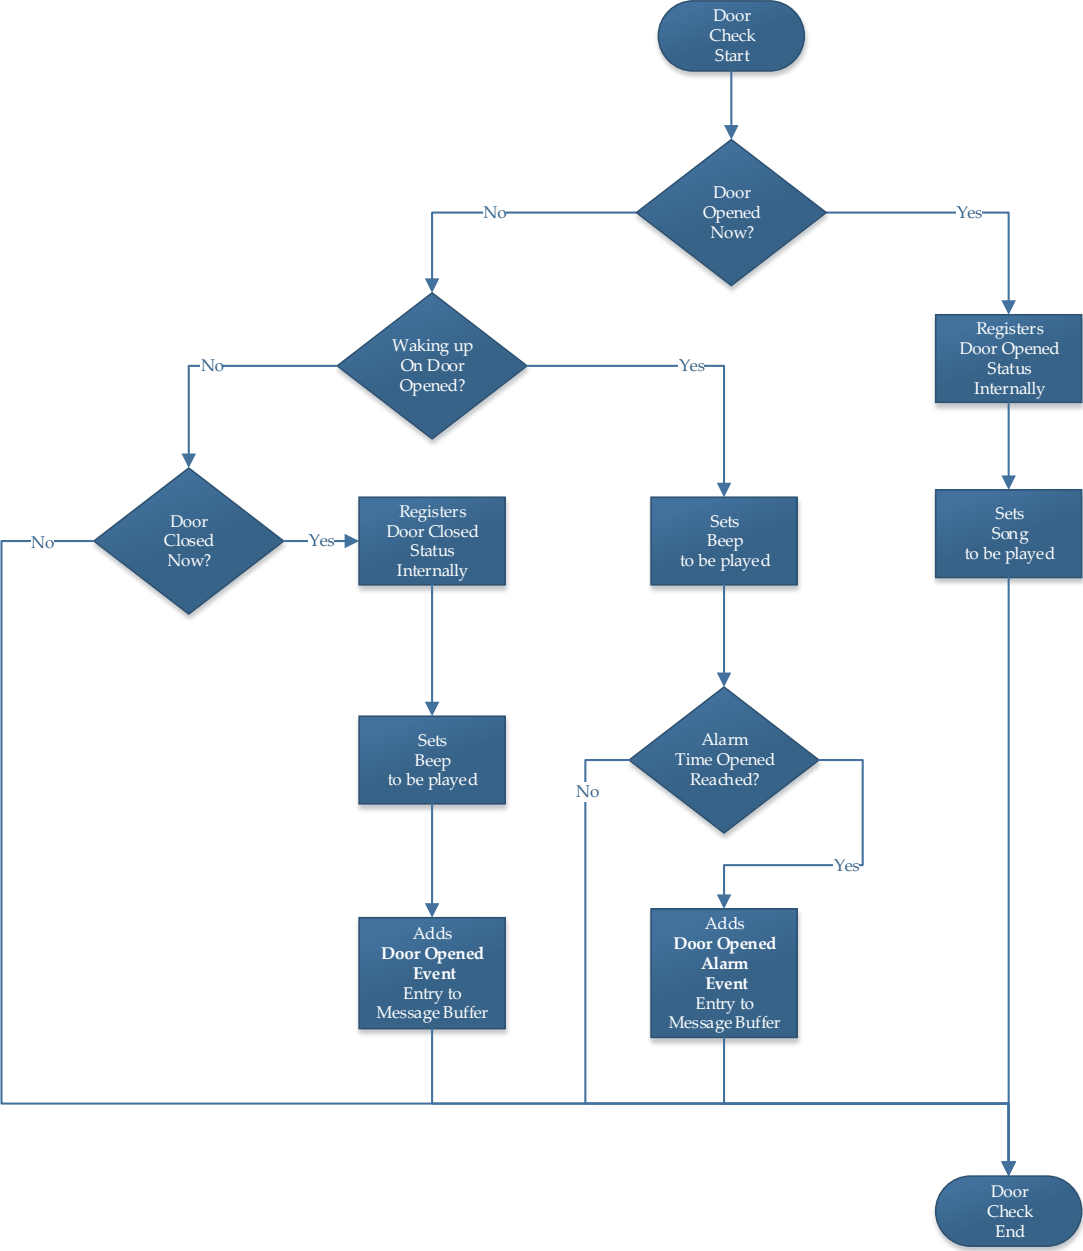 Door
Check
Start
Door
Opened
Now?
No
Yes
Waking up
On Door
Opened?
No
Yes
Registers
Door Opened
Status
Internally
Door
Closed
Now?
No
Yes
Registers
Door Closed
Status
Internally
Sets
Beep
to be played
Sets
Song
to be played
Sets
Beep
to be played
Alarm
Time Opened
Reached?
No
Yes
Adds
Door Opened
Event
Entry to
Message Buffer
Adds
Door Opened
Alarm
Event
Entry to
Message Buffer
Door
Check
End